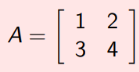 A = [ 1 2
3 4 ]